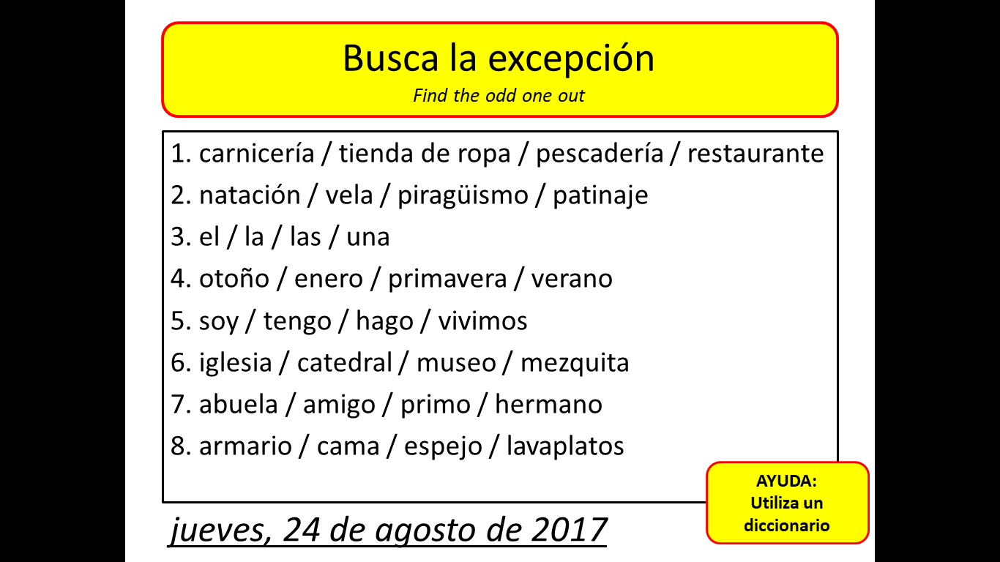 Busca la excepción
Find the odd one out
1. carnicería / tienda de ropa / pescadería / restaurante
2. natación / vela / piragüismo / patinaje
3. el / la / las / una
4. otoño / enero / primavera / verano
5. soy / tengo / hago / vivimos
6. iglesia / catedral / museo / mezquita
7. abuela / amigo / primo / hermano
8. armario / cama / espejo / lavaplatos
AYUDA:
Utiliza un
diccionario
jueves, 24 de agosto de 2017